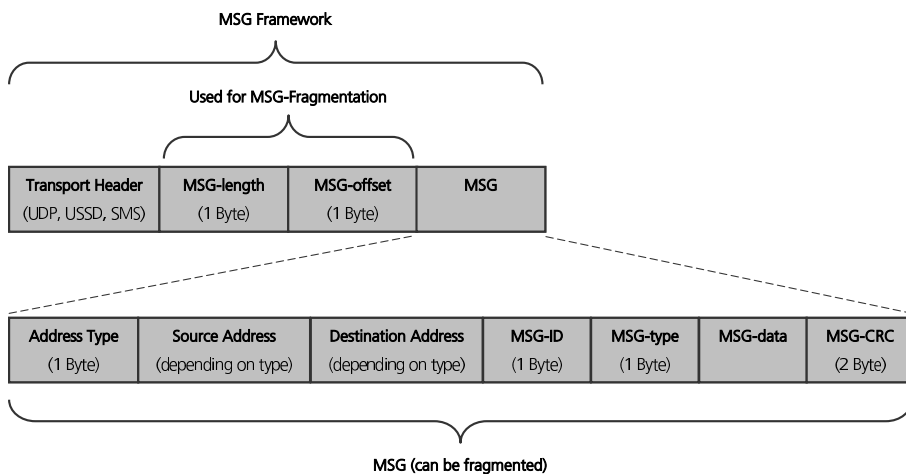 MSG Framework
Used for MSG-Fragmentation
Transport Header
(UDP, USSD, SMS)
MSG-length
(1 Byte)
MSG-offset
(1 Byte)
MSG
Address Type
(1 Byte)
Source Address
(depending on type)
Destination Address
(depending on type)
MSG-ID
(1 Byte)
MSG-type
(1 Byte)
MSG-data
MSG-CRC
(2 Byte)
MSG (can be fragmented)